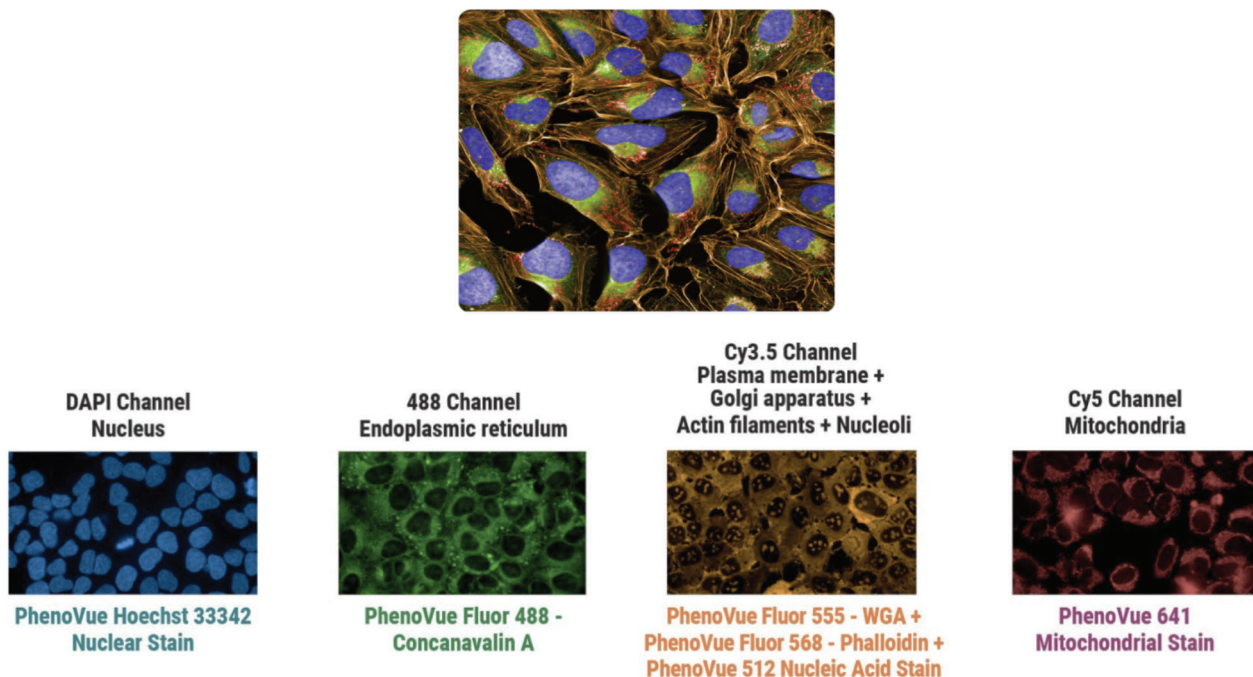 DAPI Channel
Nucleus
488 Channel
Endoplasmic reticulum
Cy3.5 Channel
Plasma membrane +
Golgi apparatus +
Actin filaments + Nucleoli
Cy5 Channel
Mitochondria
PhenoVue Hoechst 33342
Nuclear Stain
PhenoVue Fluor 488 -
Concanavalin A
PhenoVue Fluor 555 - WGA +
PhenoVue Fluor 568 - Phalloidin +
PhenoVue 512 Nucleic Acid Stain
PhenoVue 641
Mitochondrial Stain